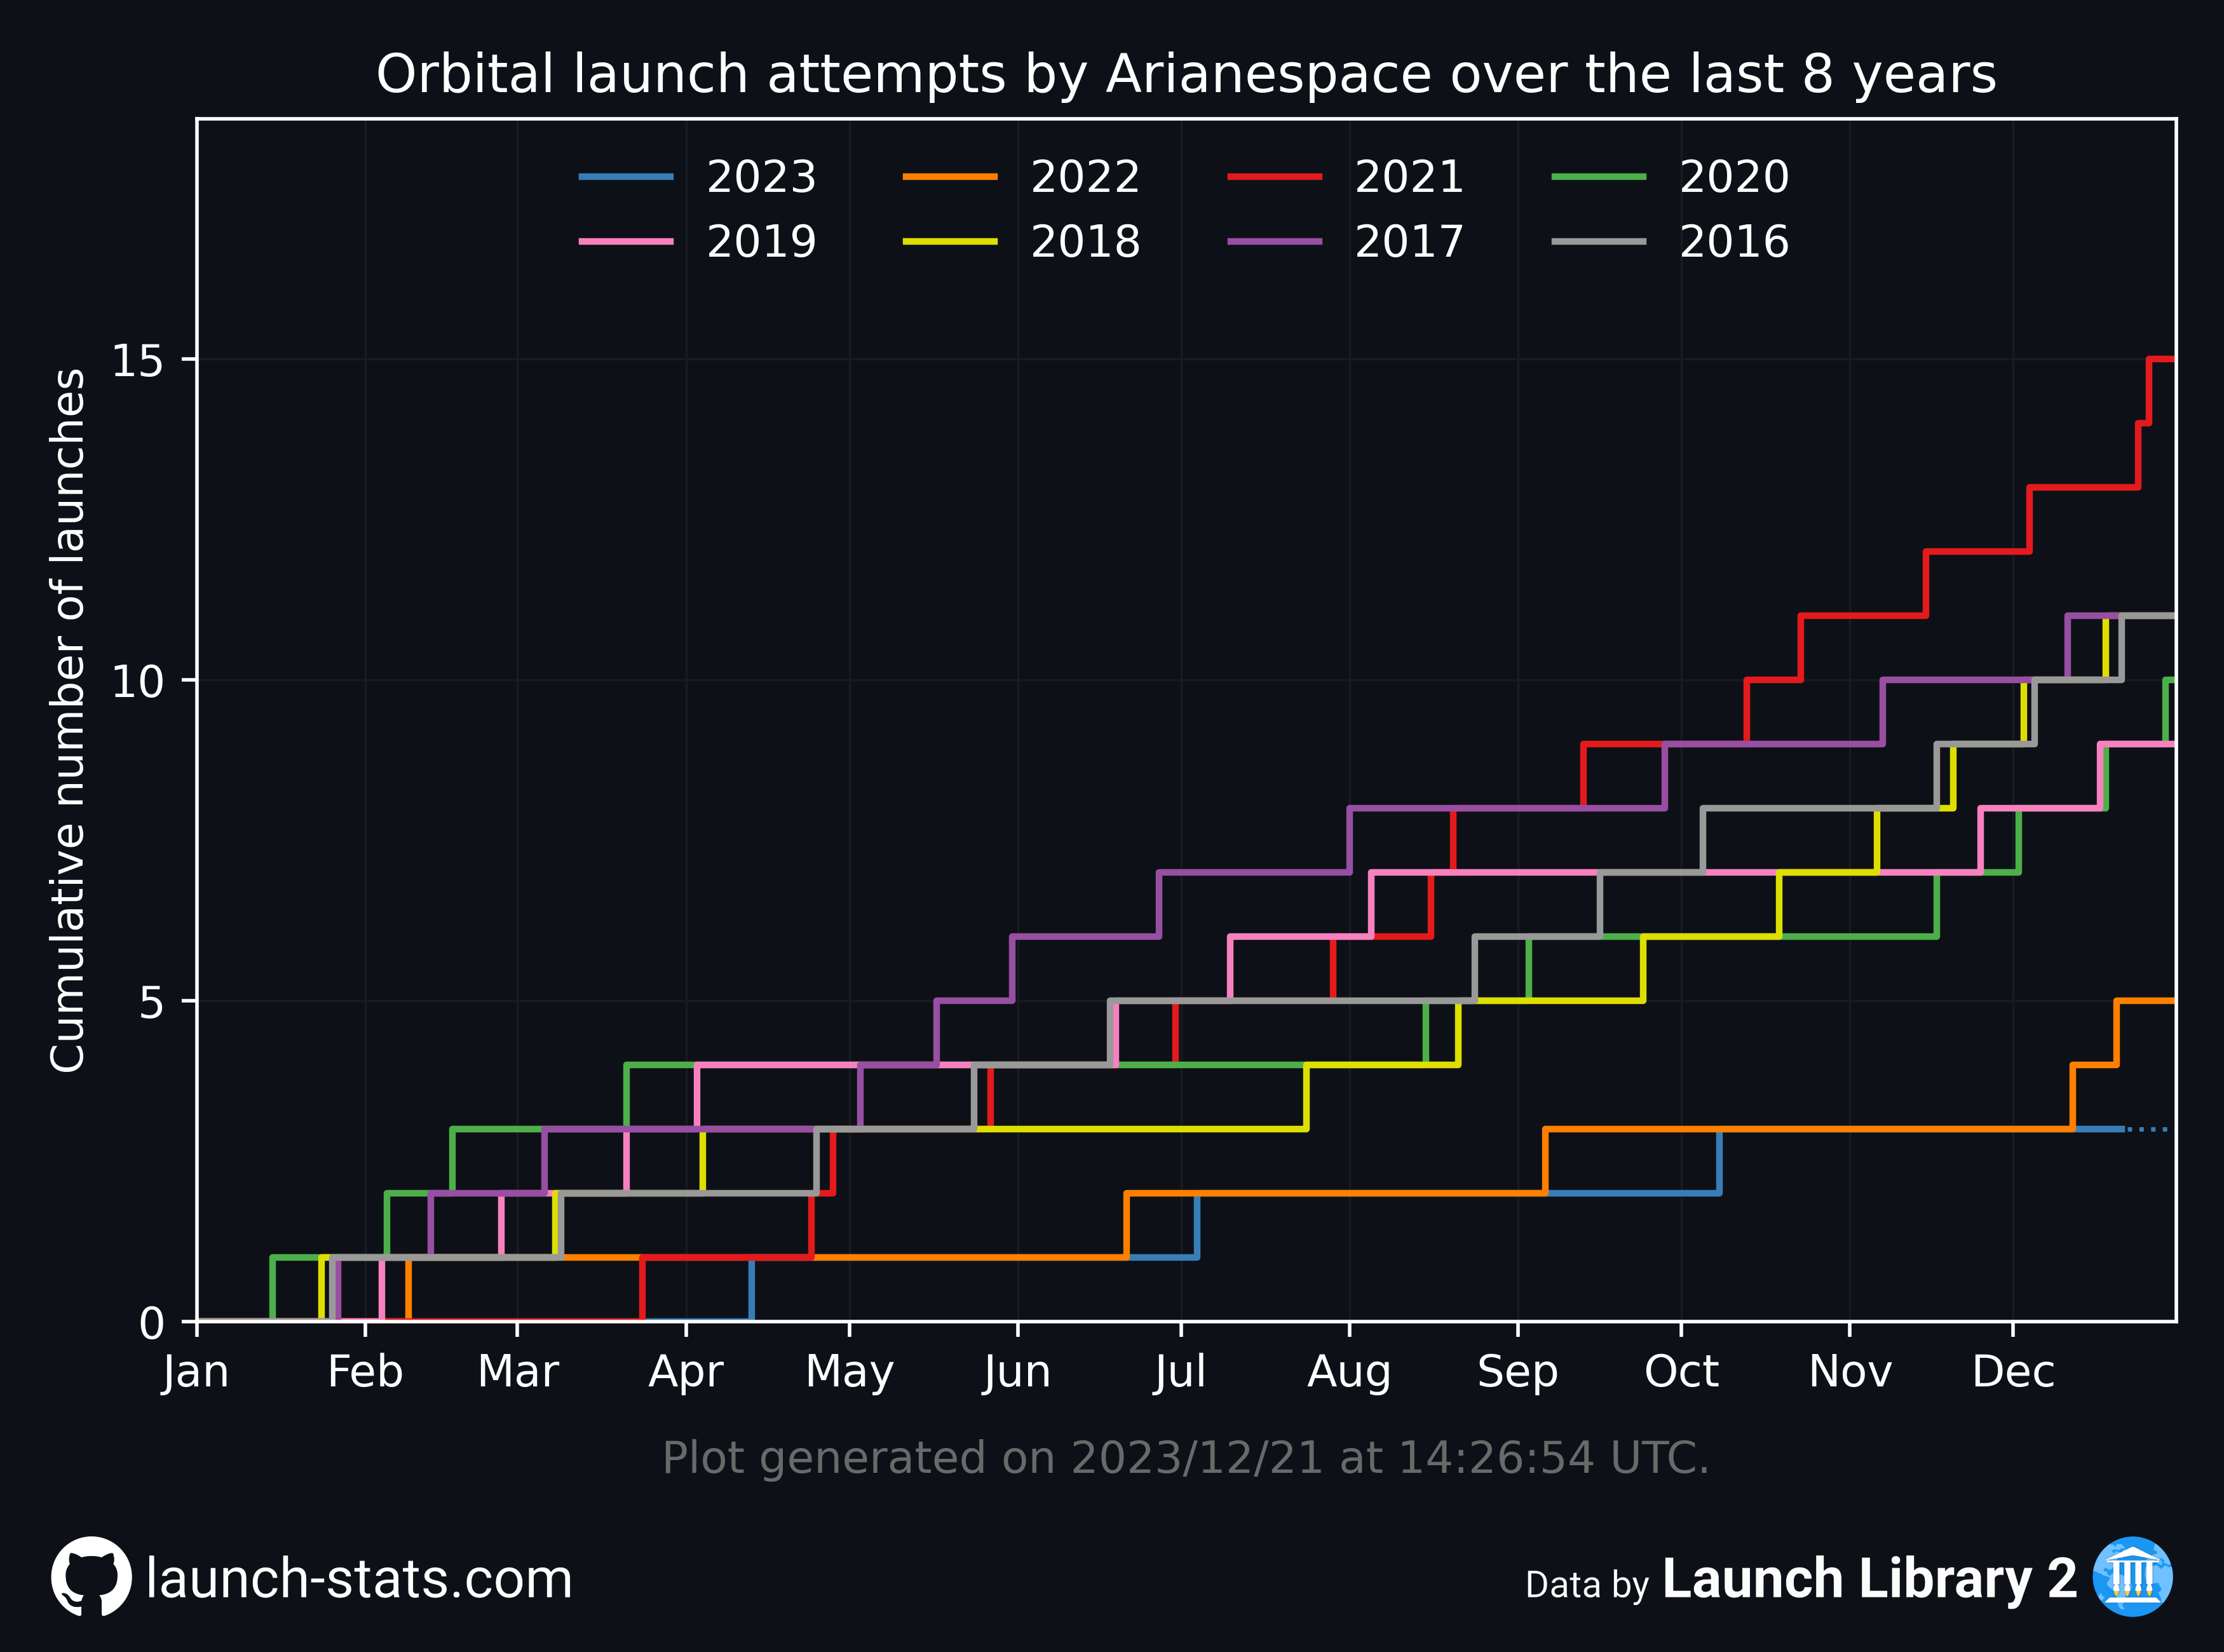 Orbital launch attempts by Arianespace over the last 8 years
2023 2022 2021 2020
2019 2018 2017 2016
Cumulative number of launches
15
10
5
0
Jan Feb Mar Apr May Jun Jul Aug Sep Oct Nov Dec
Plot generated on 2023/12/21 at 14:26:54 UTC.
launch-stats.com
Data by Launch Library 2